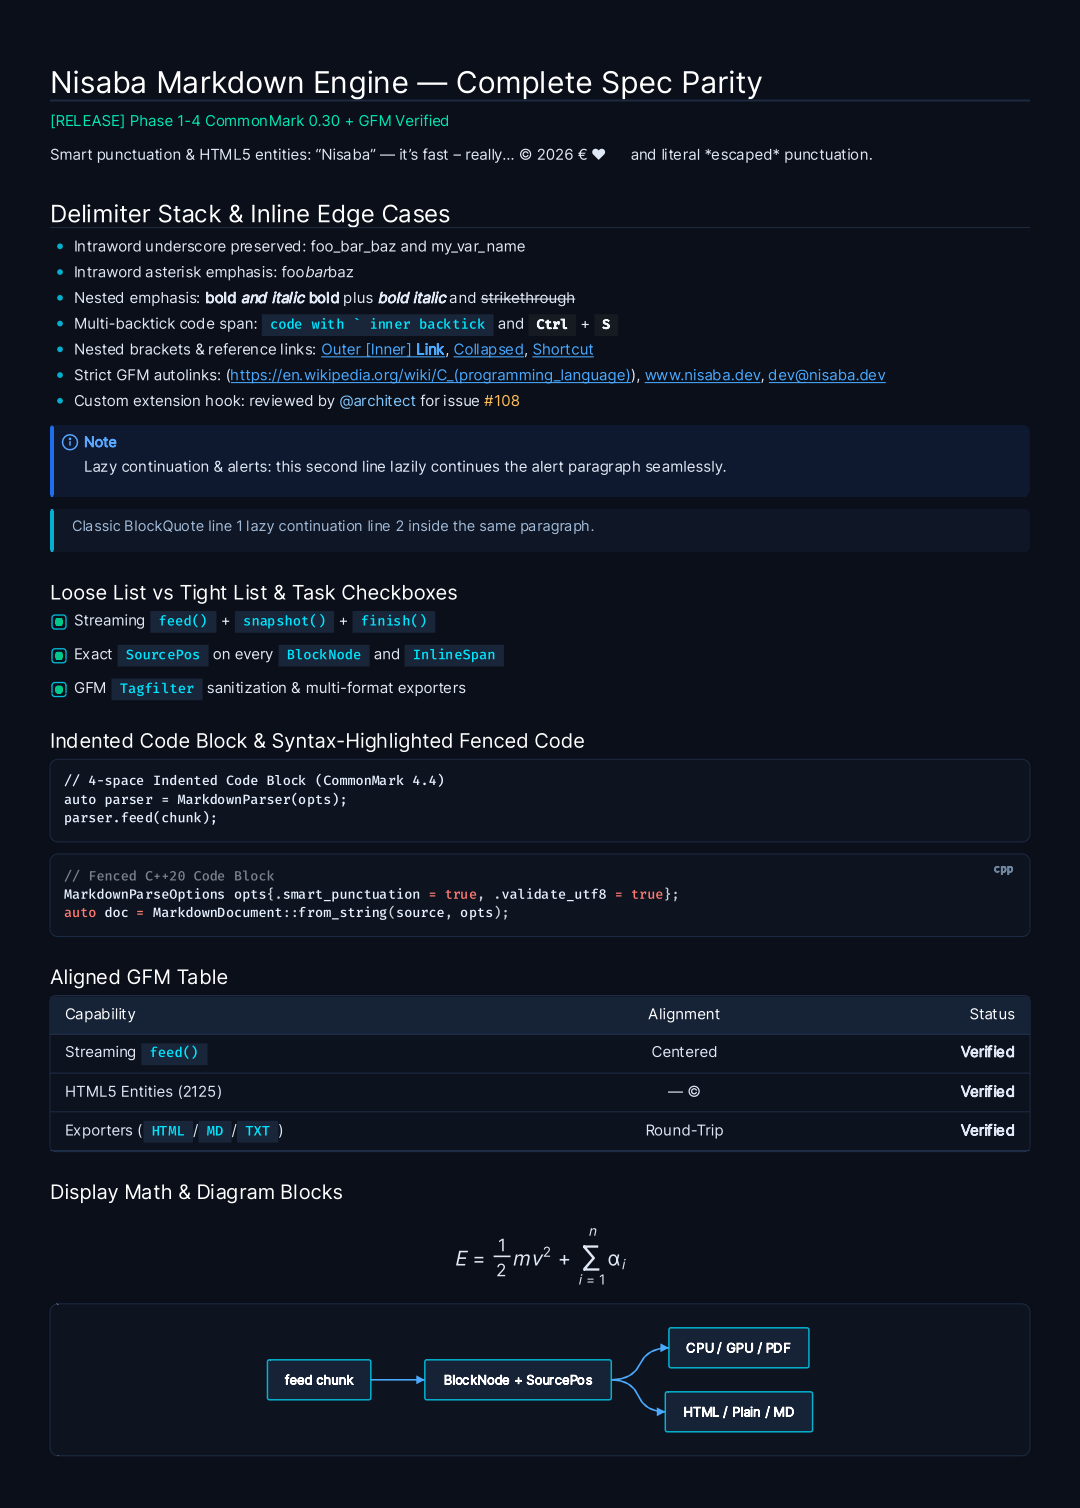 Nisaba Markdown Engine — Complete Spec Parity
[RELEASE] Phase 1-4 CommonMark 0.30 + GFM Verified
Smart punctuation & HTML5 entities: “Nisaba” — it’s fast – really… © 2026 € ♥ and literal *escaped* punctuation.
Delimiter Stack & Inline Edge Cases
• Intraword underscore preserved: foo_bar_baz and my_var_name
• Intraword asterisk emphasis: foobarbaz
• Nested emphasis: bold and italic bold plus bold italic and strikethrough
• Multi-backtick code span: code with ` inner backtick and Ctrl + S
• Nested brackets & reference links: Outer [Inner] Link, Collapsed, Shortcut
• Strict GFM autolinks: (https://en.wikipedia.org/wiki/C_(programming_language)), www.nisaba.dev, dev@nisaba.dev
• Custom extension hook: reviewed by @architect for issue #108
Note
Lazy continuation & alerts: this second line lazily continues the alert paragraph seamlessly.
Classic BlockQuote line 1 lazy continuation line 2 inside the same paragraph.
Loose List vs Tight List & Task Checkboxes
Streaming feed() + snapshot() + finish()
Exact SourcePos on every BlockNode and InlineSpan
GFM Tagfilter sanitization & multi-format exporters
Indented Code Block & Syntax-Highlighted Fenced Code
// 4-space Indented Code Block (CommonMark 4.4)
auto parser = MarkdownParser(opts);
parser.feed(chunk);
cpp
// Fenced C++20 Code Block
MarkdownParseOptions opts{.smart_punctuation = true, .validate_utf8 = true};
auto doc = MarkdownDocument::from_string(source, opts);
Aligned GFM Table
Capability Alignment Status
Streaming feed() Centered Verified
HTML5 Entities (2125) — © Verified
Exporters (HTML/MD/TXT) Round-Trip Verified
Display Math & Diagram Blocks
E = 1/2 mv² + ∑ i = 1 n αᵢ
CPU / GPU / PDF
feed chunk BlockNode + SourcePos
HTML / Plain / MD